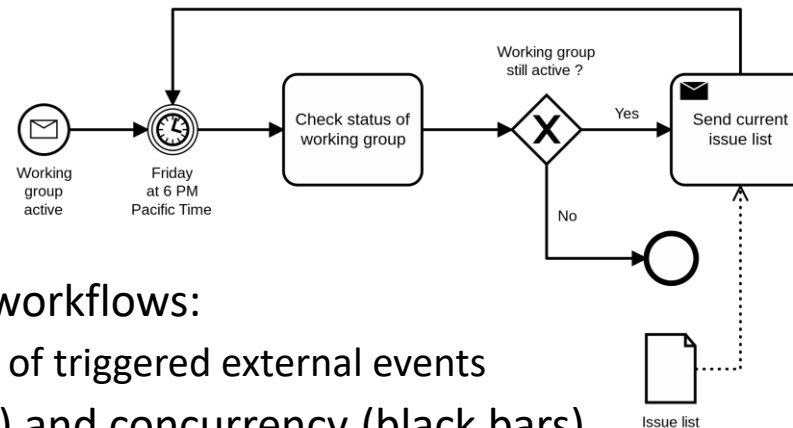 Working group
still active ?
Check status of
working group
Yes
Send current
issue list
Working
group
active
Friday
at 6 PM
Pacific Time
No
workflows:
of triggered external events
) and concurrency (black bars)
Issue list